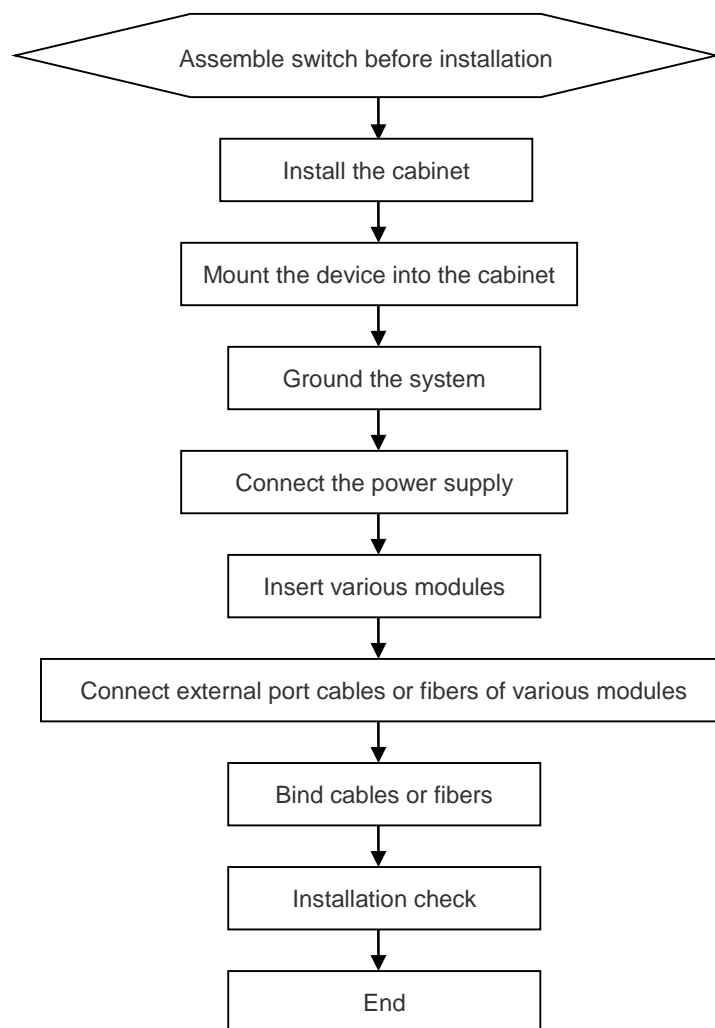 Assemble switch before installation
Install the cabinet
Mount the device into the cabinet
Ground the system
Connect the power supply
Insert various modules
Connect external port cables or fibers of various modules
Bind cables or fibers
Installation check
End